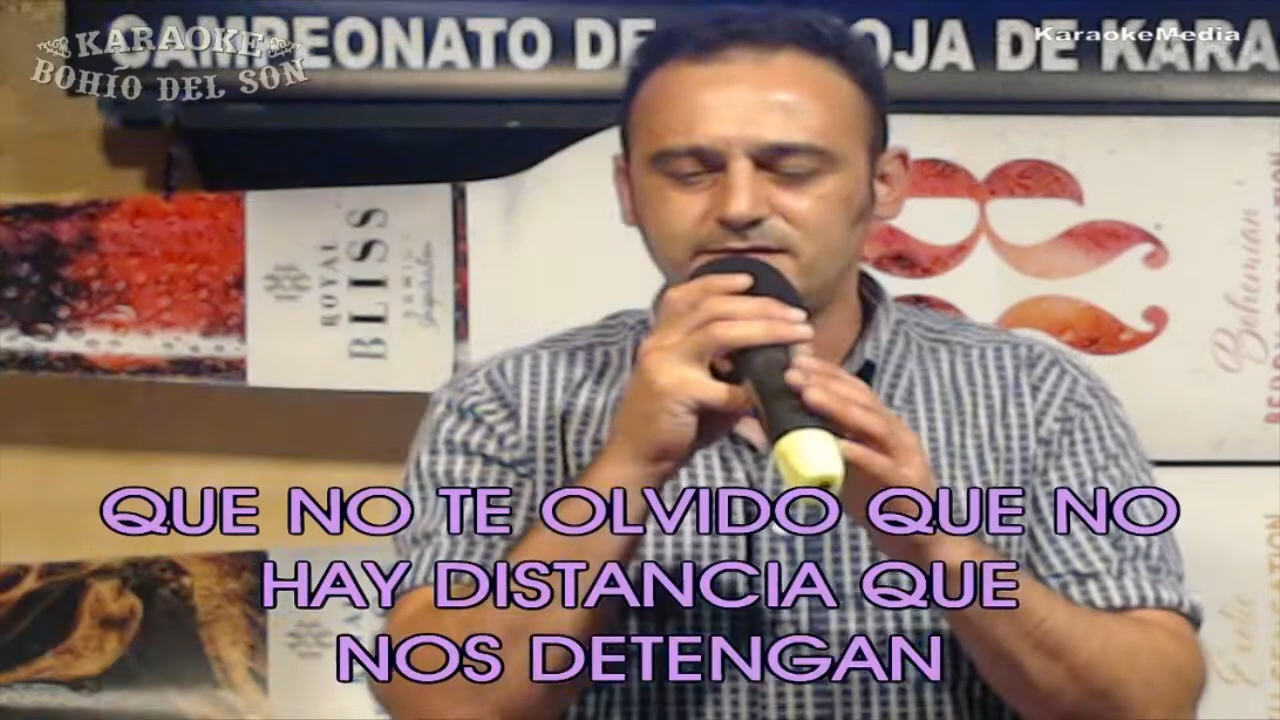 KARAOKE
BOHÍO DEL SON
CAMPEONATO DE OJA DE KARA
KaraokeMedia
ROYAL
BLISS
Bohemian
QUE NO TE OLVIDO QUE NO
HAY DISTANCIA QUE
NOS DETENGAN